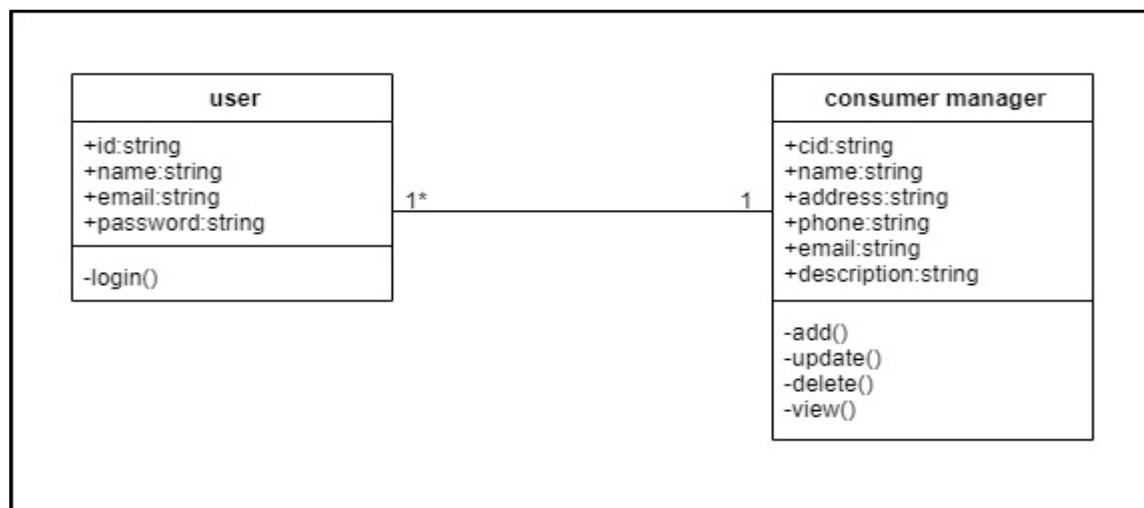 user
+id:string
+name:string
+email:string
+password:string
-login()
1*
1
consumer manager
+cid:string
+name:string
+address:string
+phone:string
+email:string
+description:string
-add()
-update()
-delete()
-view()